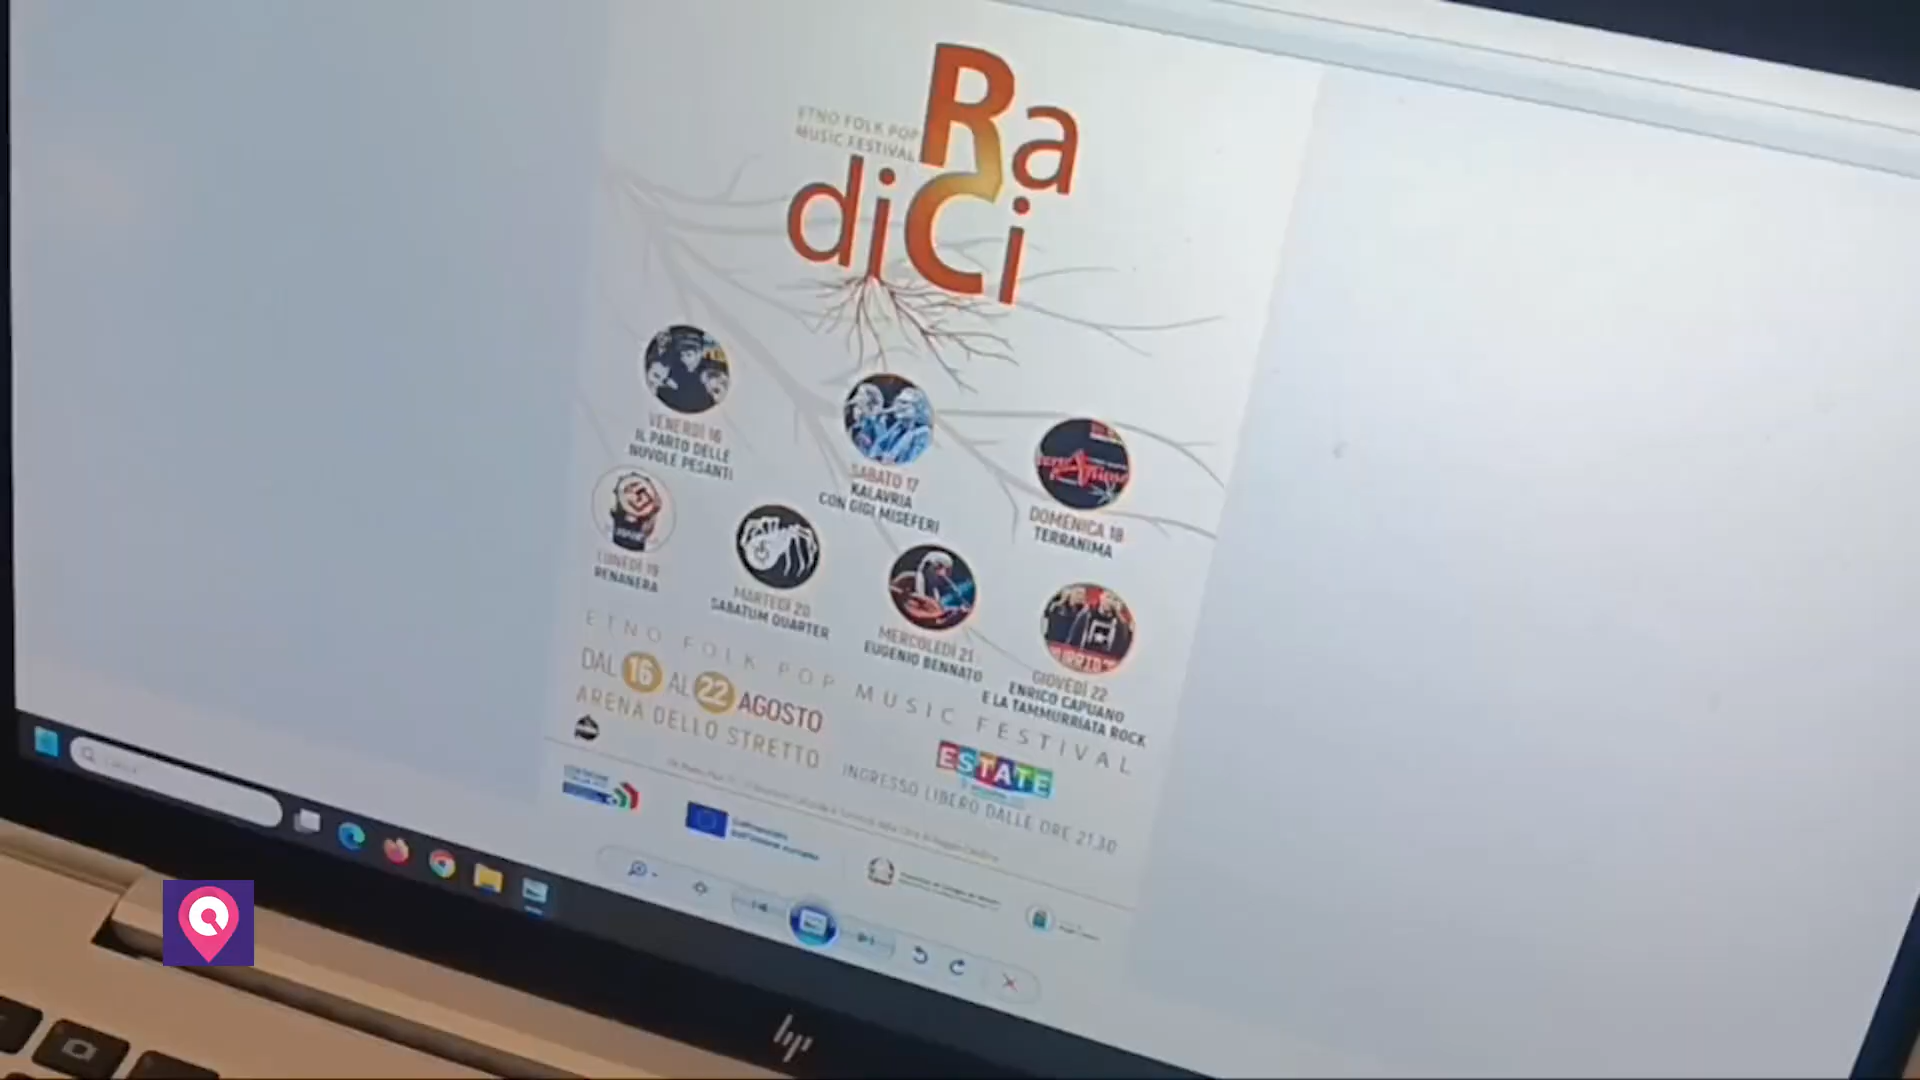 ETNO FOLK POP
MUSIC FESTIVAL
Ra
diCi
VENERDÌ 16
IL PARTO DELLE
NUVOLE PESANTI
SABATO 17
KALAVRIA
CON GIGI MISEFERI
DOMENICA 18
TERRANIMA
LUNEDÌ 19
RENANERA
MARTEDÌ 20
SABATUM QUARTER
MERCOLEDÌ 21
EUGENIO BENNATO
GIOVEDÌ 22
ENRICO CAPUANO
E LA TAMMURRIATA ROCK
ETNO FOLK POP MUSIC FESTIVAL
DAL 16 AL 22 AGOSTO
ARENA DELLO STRETTO
ESTATE
INGRESSO LIBERO DALLE ORE 21.30
hp